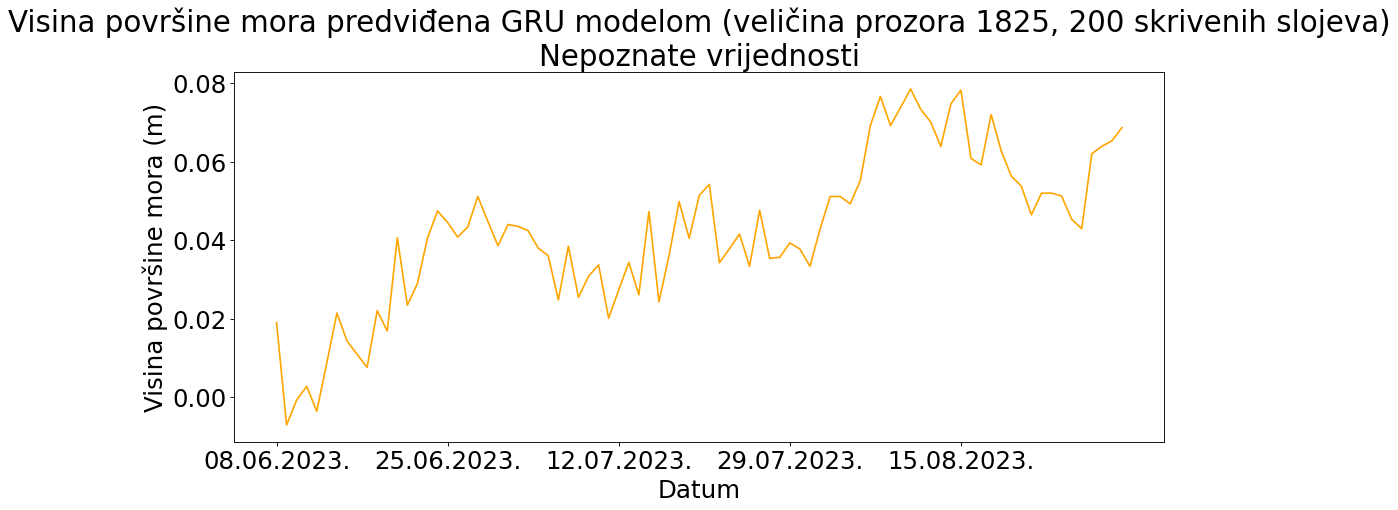 Visina površine mora predviđena GRU modelom (veličina prozora 1825, 200 skrivenih slojeva)
Nepoznate vrijednosti
0.08
0.06
0.04
0.02
0.00
Visina površine mora (m)
08.06.2023. 25.06.2023. 12.07.2023. 29.07.2023. 15.08.2023.
Datum